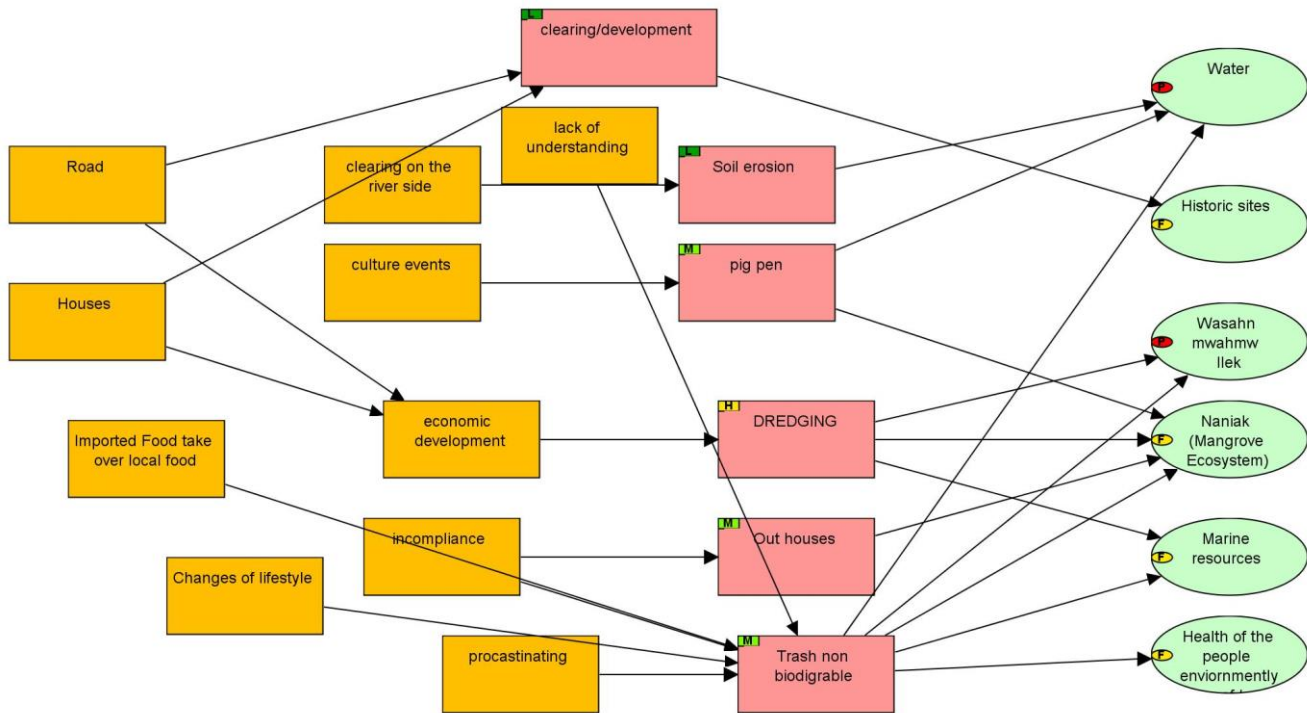 L
clearing/development
Water
P
lack of
understanding
Road
clearing on the
river side
L
Soil erosion
Historic sites
F
culture events
M
pig pen
Houses
Wasahn
mwahmw
Ilek
P
Imported Food take
over local food
economic
development
H
DREDGING
Naniak
(Mangrove
Ecosystem)
F
incompliance
M
Out houses
Marine
resources
F
Changes of lifestyle
procastinating
M
Trash non
biodigrable
Health of the
people
enviornmently
F